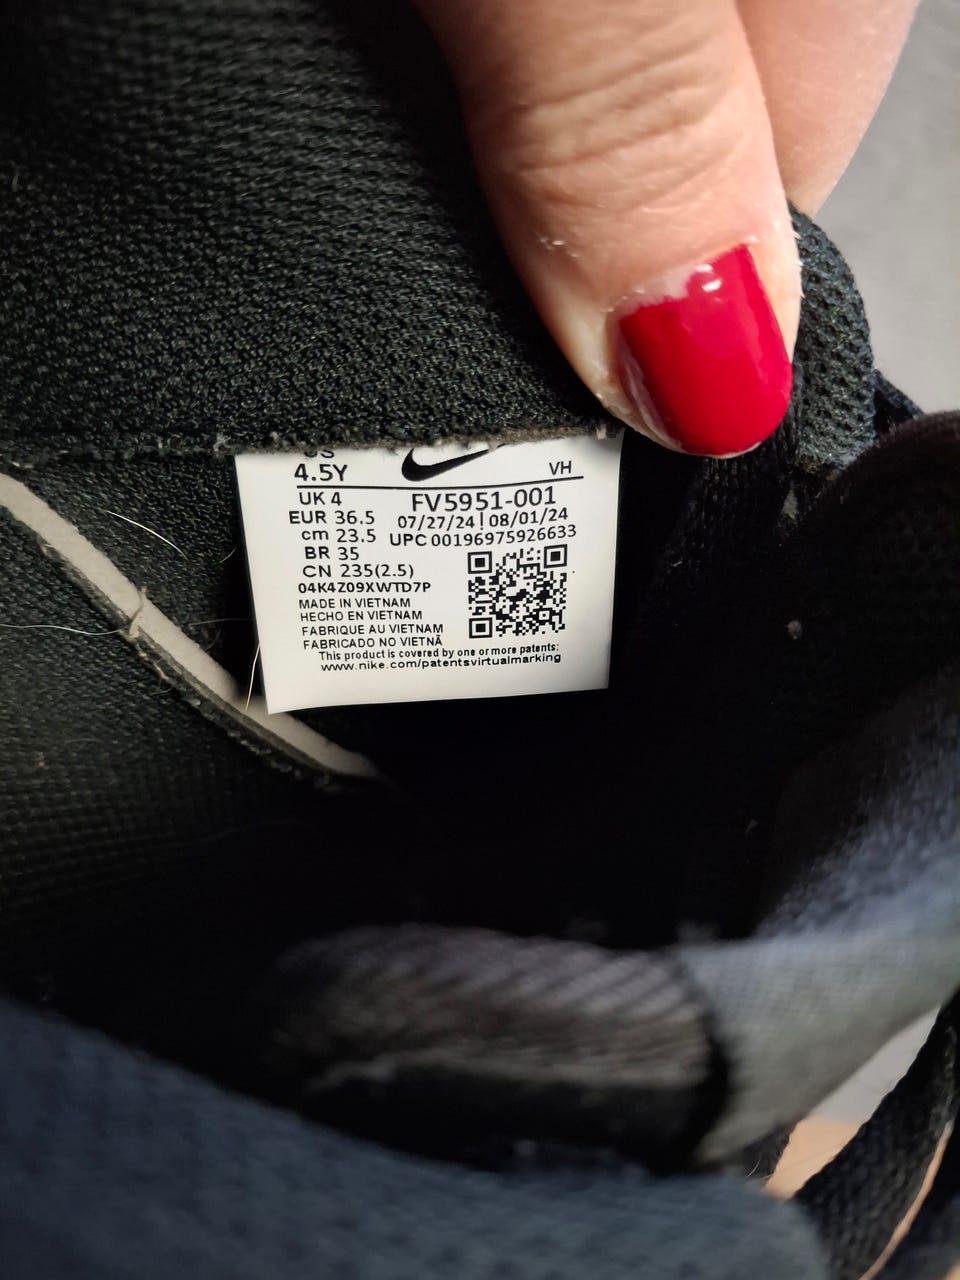 US
4.5Y VH
UK 4 FV5951-001
EUR 36.5 07/27/24 | 08/01/24
cm 23.5 UPC 00196975926633
BR 35
CN 235(2.5)
04K4Z09XWTD7P
MADE IN VIETNAM
HECHO EN VIETNAM
FABRIQUE AU VIETNAM
FABRICADO NO VIETNÃ
This product is covered by one or more patents:
www.nike.com/patentsvirtualmarking